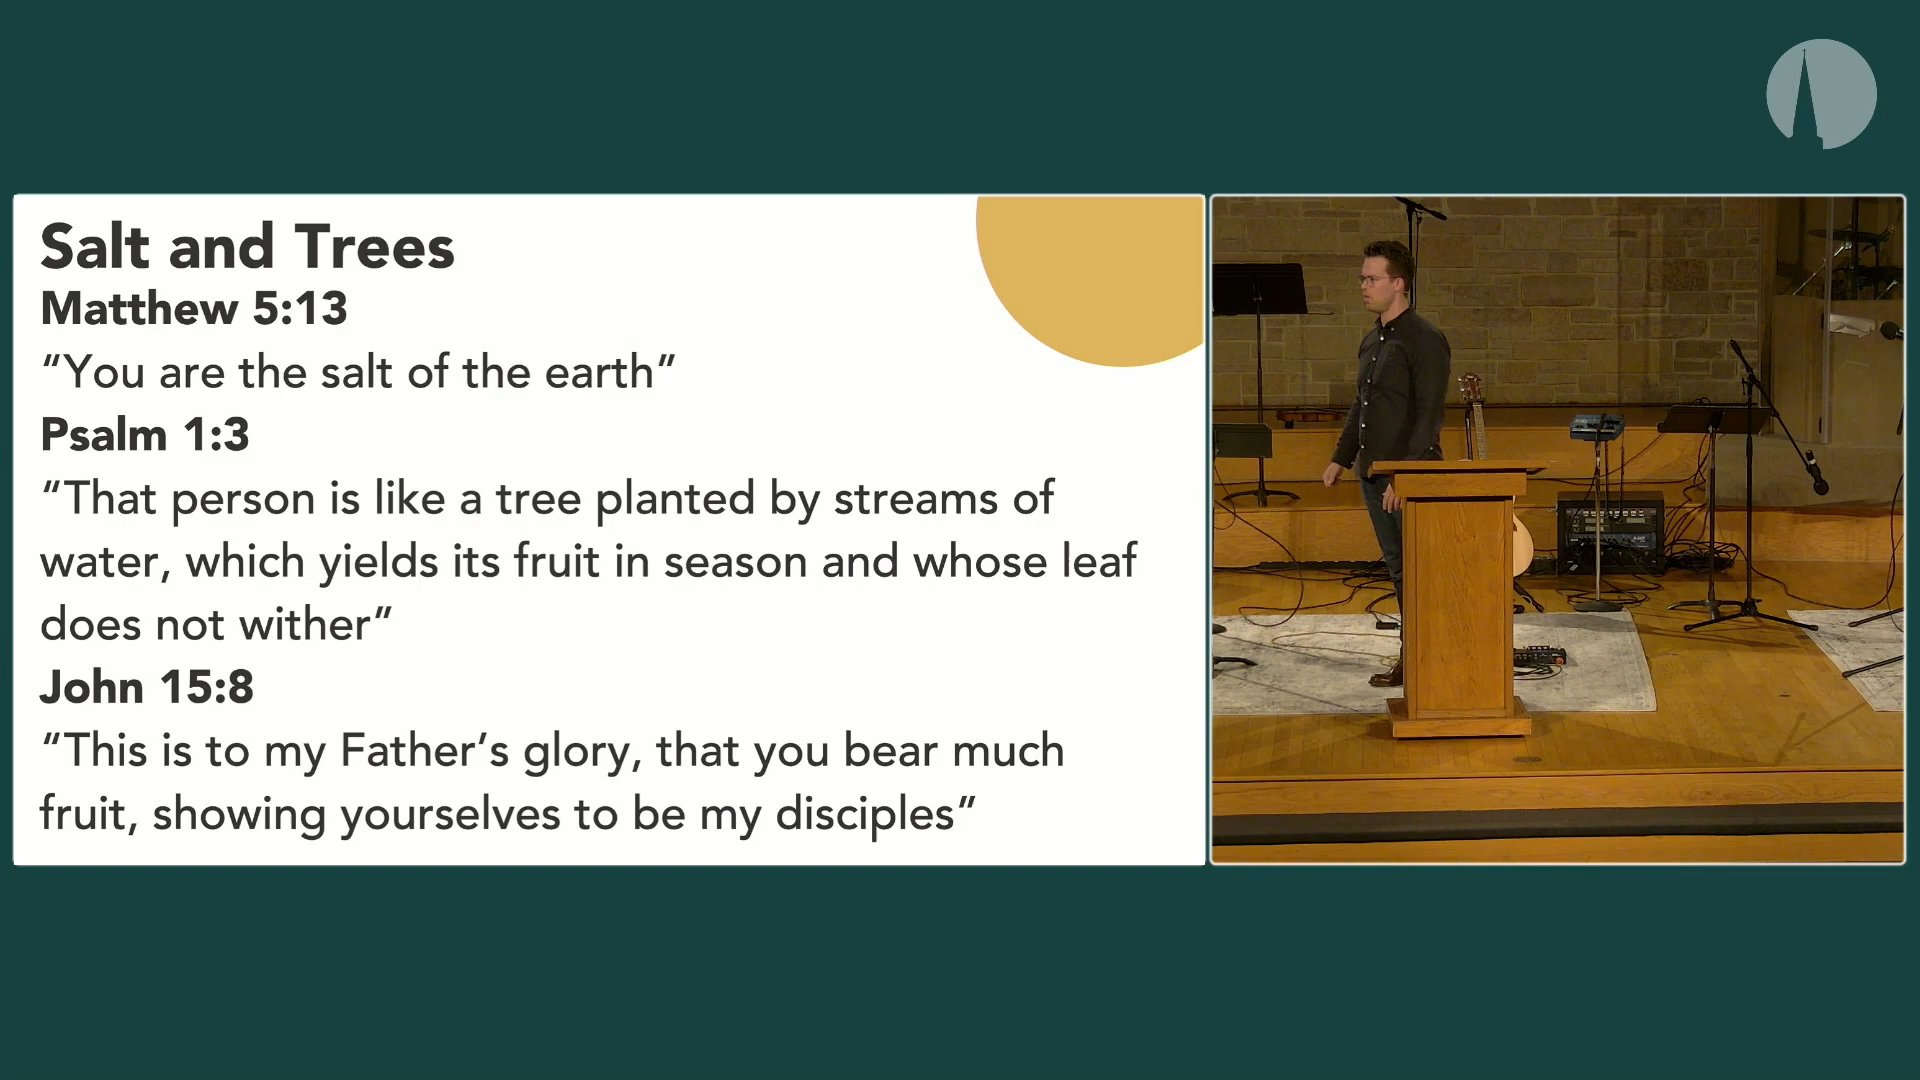 Salt and Trees
Matthew 5:13
“You are the salt of the earth”
Psalm 1:3
“That person is like a tree planted by streams of
water, which yields its fruit in season and whose leaf
does not wither”
John 15:8
“This is to my Father’s glory, that you bear much
fruit, showing yourselves to be my disciples”